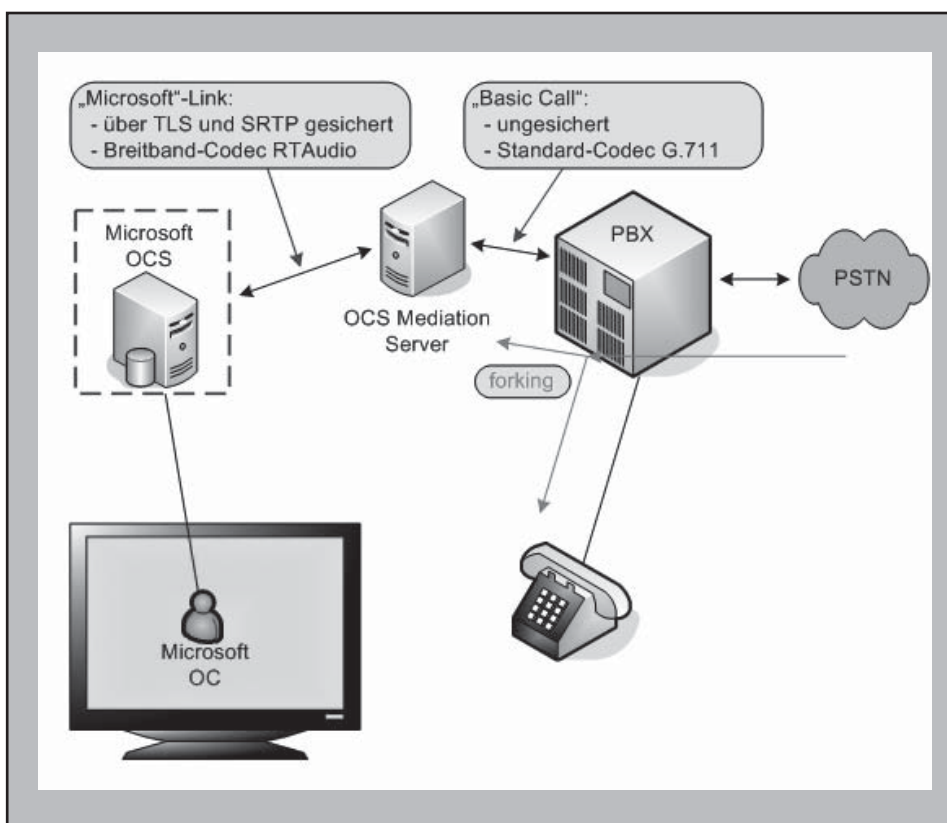 „Microsoft“-Link:
- über TLS und SRTP gesichert
- Breitband-Codec RTAudio
„Basic Call“:
- ungesichert
- Standard-Codec G.711
Microsoft
OCS
OCS Mediation
Server
PBX
PSTN
forking
Microsoft
OC